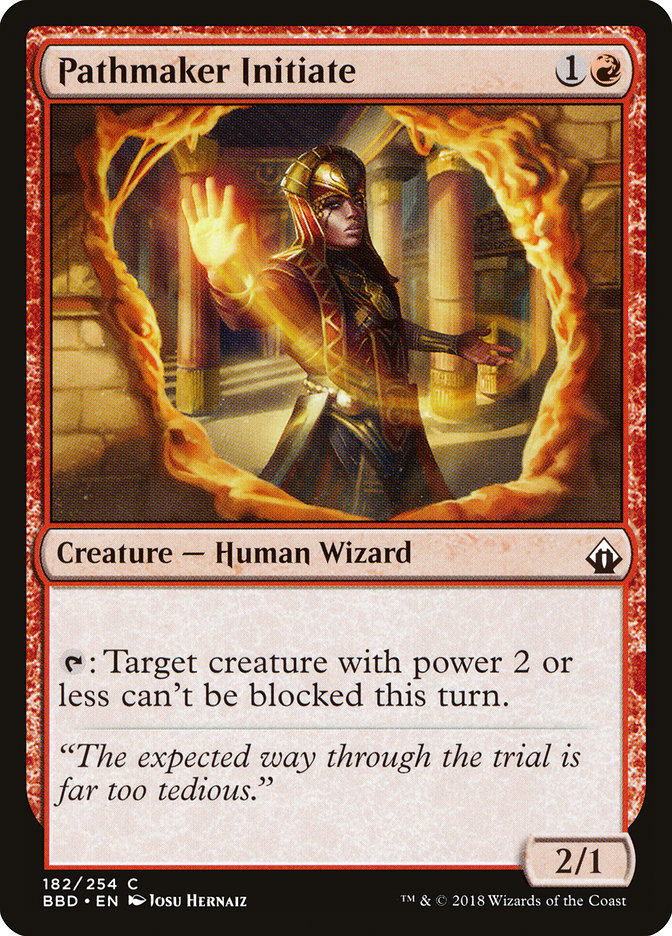 Pathmaker Initiate 1
Creature — Human Wizard
: Target creature with power 2 or
less can't be blocked this turn.
“The expected way through the trial is
far too tedious.”
2/1
182/254 C
BBD • EN Josu Hernaiz
™ & © 2018 Wizards of the Coast